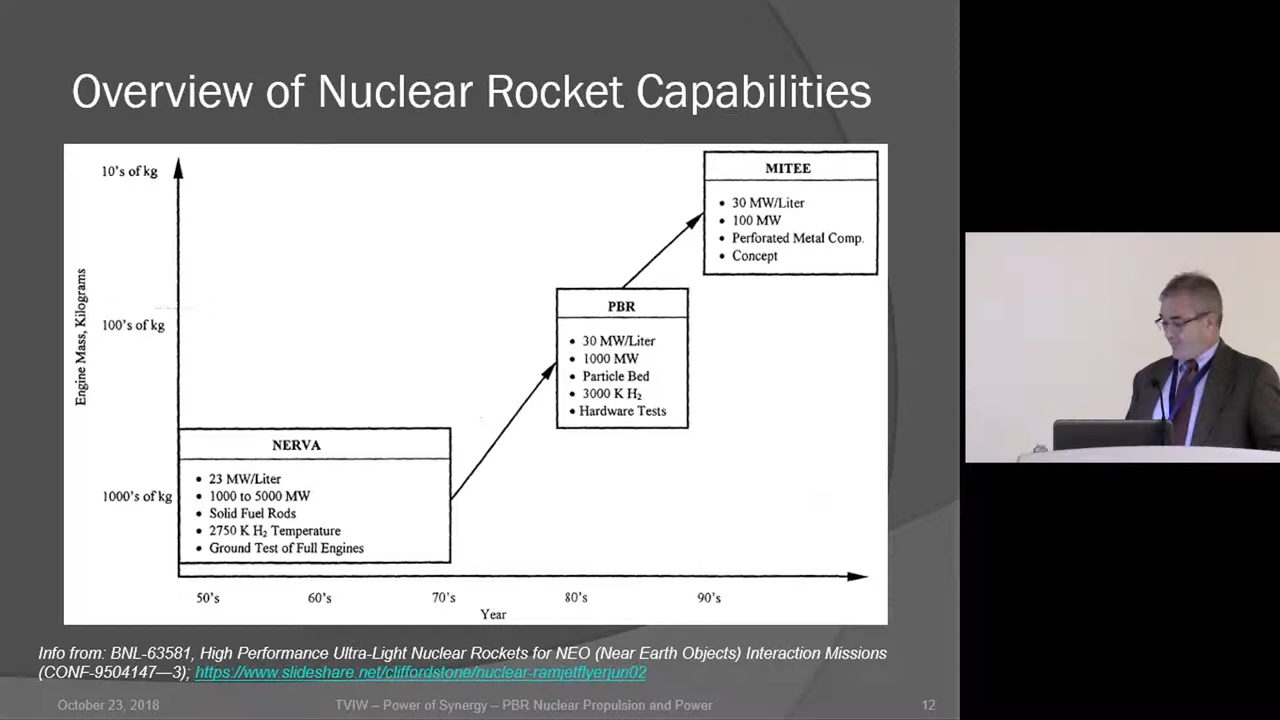 Overview of Nuclear Rocket Capabilities
10's of kg
100's of kg
1000's of kg
Engine Mass, Kilograms
MITEE
• 30 MW/Liter
• 100 MW
• Perforated Metal Comp.
• Concept
PBR
• 30 MW/Liter
• 1000 MW
• Particle Bed
• 3000 K H₂
• Hardware Tests
NERVA
• 23 MW/Liter
• 1000 to 5000 MW
• Solid Fuel Rods
• 2750 K H₂ Temperature
• Ground Test of Full Engines
50's 60's 70's 80's 90's
Year
Info from: BNL-63581, High Performance Ultra-Light Nuclear Rockets for NEO (Near Earth Objects) Interaction Missions
(CONF-9504147—3); https://www.slideshare.net/cliffordstone/nuclear-ramjetflyerjun02
October 23, 2018 TVIW – Power of Synergy – PBR Nuclear Propulsion and Power 12